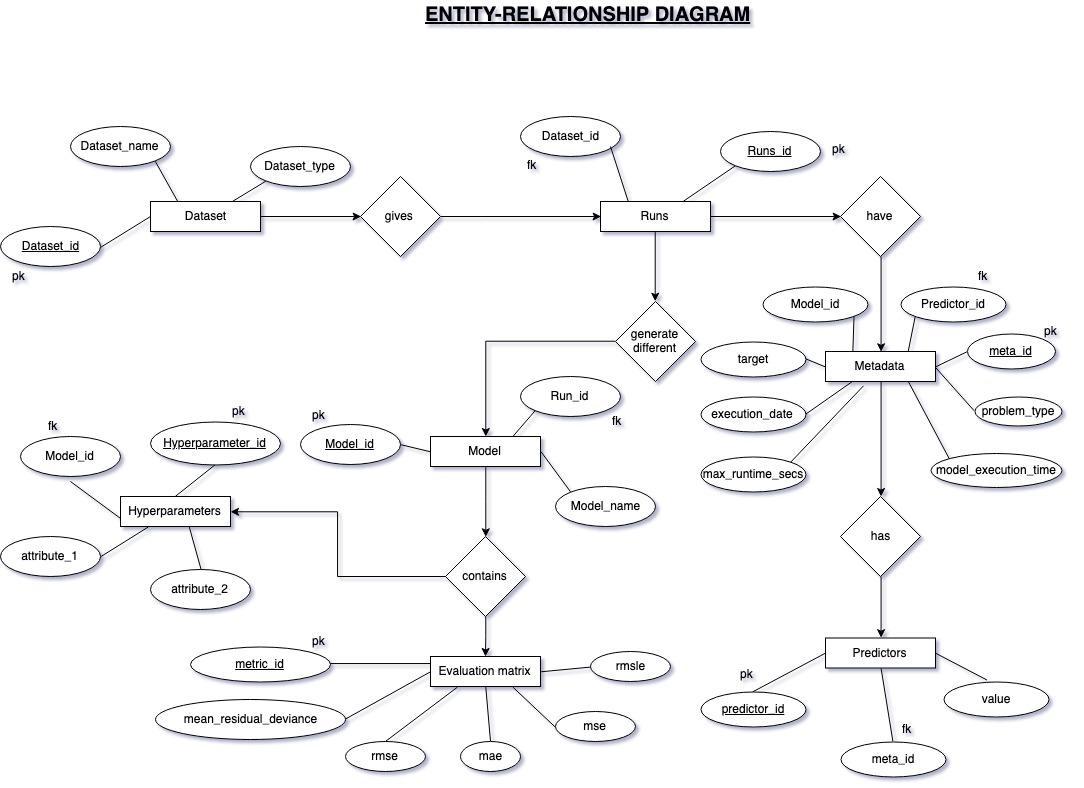 ENTITY-RELATIONSHIP DIAGRAM
Dataset_name
Dataset_type
Dataset
Dataset_id
pk
gives
Dataset_id
fk
Runs_id
pk
Runs
have
generate
different
Model_id
fk
Predictor_id
pk
meta_id
target
Metadata
execution_date
problem_type
max_runtime_secs
model_execution_time
has
Run_id
fk
pk
Model_id
Model
Model_name
fk
Model_id
pk
Hyperparameter_id
Hyperparameters
attribute_1
attribute_2
contains
pk
metric_id
Evaluation matrix
rmsle
mean_residual_deviance
mse
rmse
mae
Predictors
pk
predictor_id
value
fk
meta_id